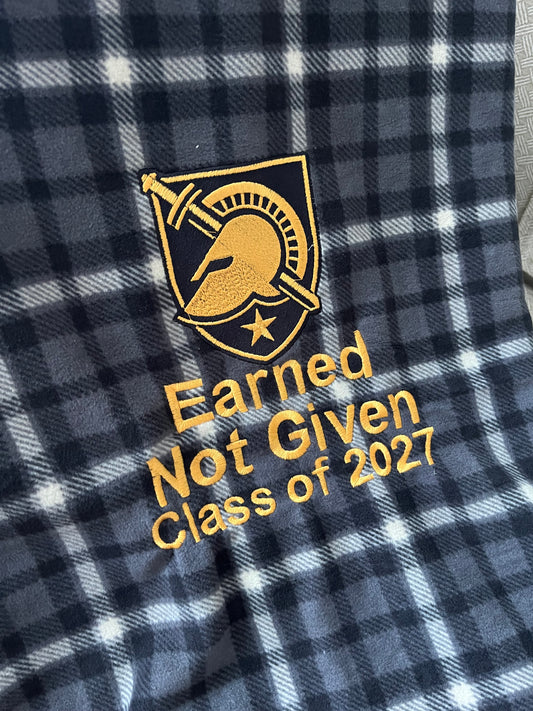 Earned
Not Given
Class of 2027